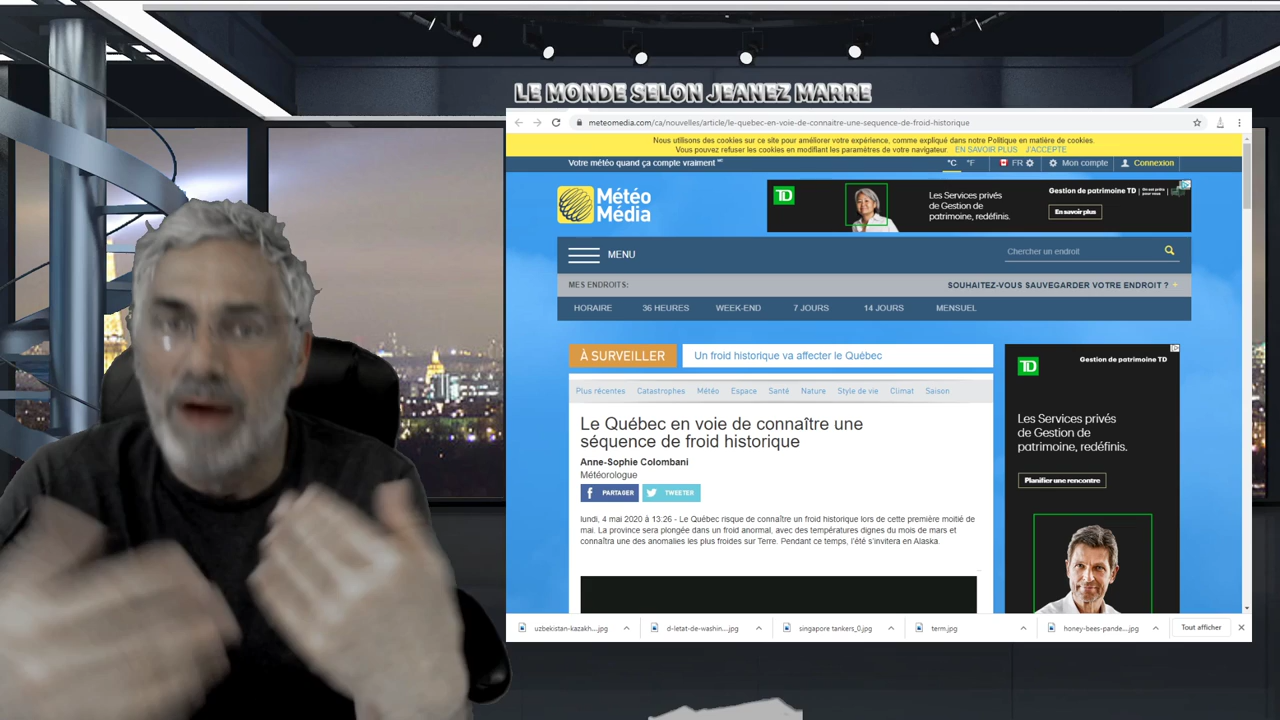 LE MONDE SELON JEANEZ MARRE
meteomedia.com/ca/nouvelles/article/le-quebec-en-voie-de-connaitre-une-sequence-de-froid-historique
Nous utilisons des cookies sur ce site pour améliorer votre expérience, comme expliqué dans notre Politique en matière de cookies.
Vous pouvez refuser les cookies en modifiant les paramètres de votre navigateur. EN SAVOIR PLUS J'ACCEPTE
Votre météo quand ça compte vraiment MC
°C °F FR Mon compte Connexion
Météo
Média
TD
Les Services privés
de Gestion de
patrimoine, redéfinis.
Gestion de patrimoine TD
En savoir plus
MENU
Chercher un endroit
MES ENDROITS:
SOUHAITEZ-VOUS SAUVEGARDER VOTRE ENDROIT ? +
HORAIRE 36 HEURES WEEK-END 7 JOURS 14 JOURS MENSUEL
À SURVEILLER Un froid historique va affecter le Québec
Plus récentes Catastrophes Météo Espace Santé Nature Style de vie Climat Saison
Le Québec en voie de connaître une
séquence de froid historique
Anne-Sophie Colombani
Météorologue
f PARTAGER TWEETER
lundi, 4 mai 2020 à 13:26 - Le Québec risque de connaître un froid historique lors de cette première moitié de
mai. La province sera plongée dans un froid anormal, avec des températures dignes du mois de mars et
connaîtra une des anomalies les plus froides sur Terre. Pendant ce temps, l'été s'invitera en Alaska.
Gestion de patrimoine TD
TD
Les Services privés
de Gestion de
patrimoine, redéfinis.
Planifier une rencontre
uzbekistan-kazakh....jpg d-letat-de-washin....jpg singapore tankers_0.jpg term.jpg honey-bees-pande....jpg Tout afficher